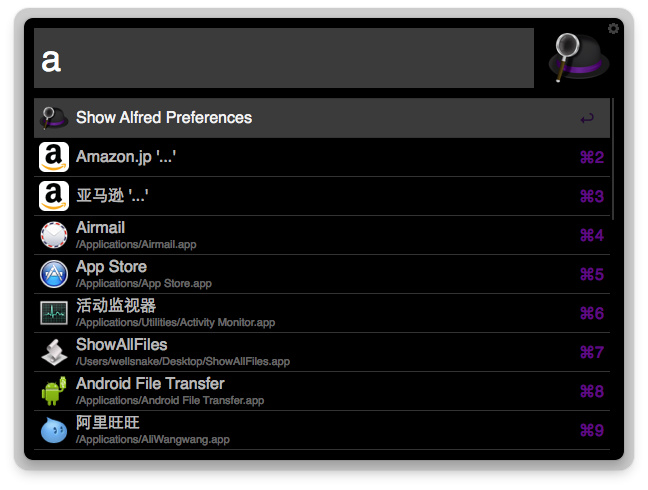 a
Show Alfred Preferences ↩
Amazon.jp '...' ⌘2
亚马逊 '...' ⌘3
Airmail ⌘4
/Applications/Airmail.app
App Store ⌘5
/Applications/App Store.app
活动监视器 ⌘6
/Applications/Utilities/Activity Monitor.app
ShowAllFiles ⌘7
/Users/wellsnake/Desktop/ShowAllFiles.app
Android File Transfer ⌘8
/Applications/Android File Transfer.app
阿里旺旺 ⌘9
/Applications/AliWangwang.app